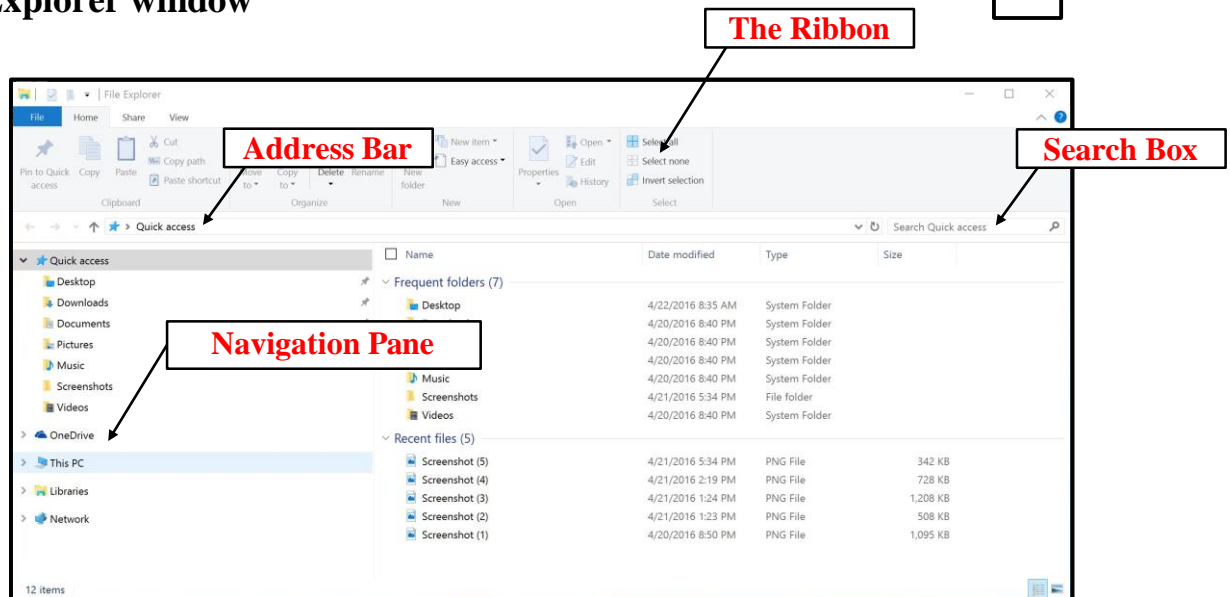 Explorer window
The Ribbon
File Explorer
File Home Share View
Address Bar
Search Box
Pin to Quick access
Copy
Paste
Cut
Copy path
Paste shortcut
Move to
Copy to
Delete
Rename
New folder
New item
Easy access
Properties
Open
Edit
History
Select all
Select none
Invert selection
Clipboard Organize New Open Select
Quick access
Search Quick access
Quick access
Desktop
Downloads
Documents
Pictures
Music
Screenshots
Videos
OneDrive
This PC
Libraries
Network
Navigation Pane
Name Date modified Type Size
Frequent folders (7)
Desktop 4/22/2016 8:35 AM System Folder
4/20/2016 8:40 PM System Folder
4/20/2016 8:40 PM System Folder
4/20/2016 8:40 PM System Folder
Music 4/20/2016 8:40 PM System Folder
Screenshots 4/21/2016 5:34 PM File folder
Videos 4/20/2016 8:40 PM System Folder
Recent files (5)
Screenshot (5) 4/21/2016 5:34 PM PNG File 342 KB
Screenshot (4) 4/21/2016 2:19 PM PNG File 728 KB
Screenshot (3) 4/21/2016 1:24 PM PNG File 1,208 KB
Screenshot (2) 4/21/2016 1:23 PM PNG File 508 KB
Screenshot (1) 4/20/2016 8:50 PM PNG File 1,095 KB
12 items